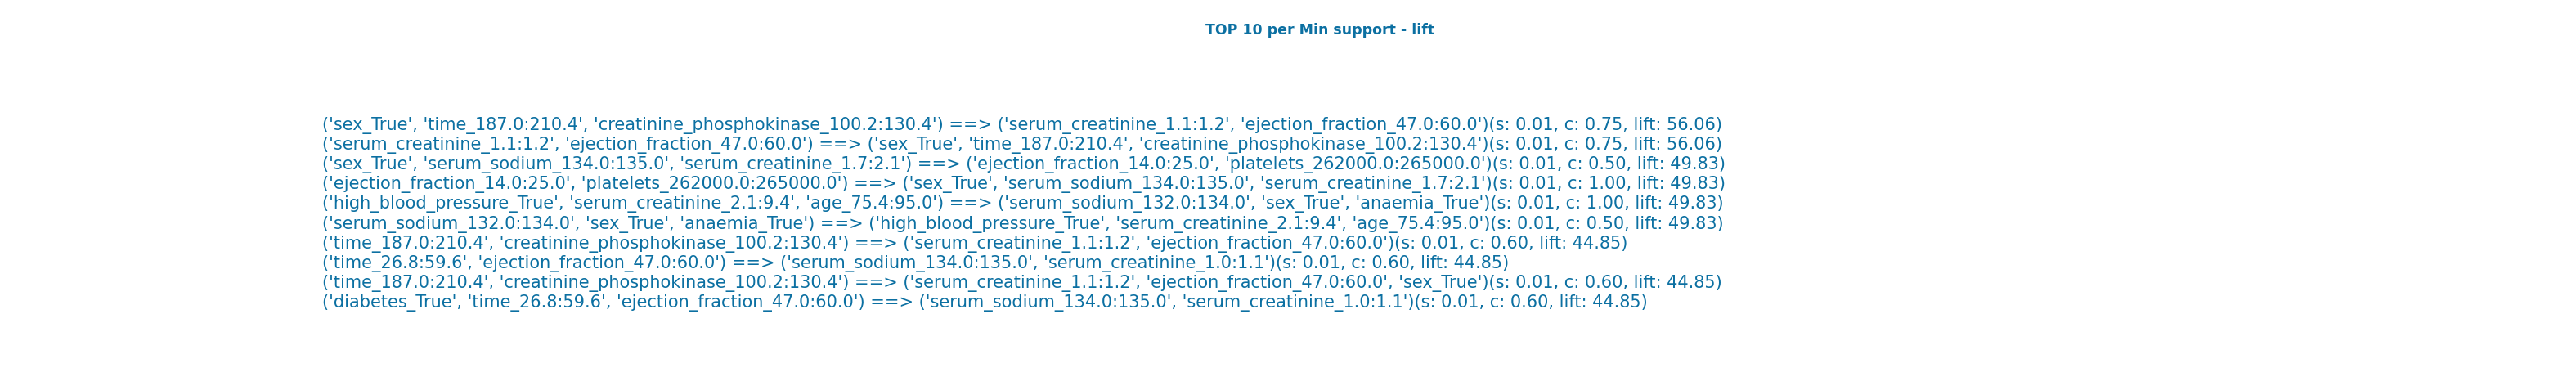 TOP 10 per Min support - lift
('sex_True', 'time_187.0:210.4', 'creatinine_phosphokinase_100.2:130.4') ==> ('serum_creatinine_1.1:1.2', 'ejection_fraction_47.0:60.0')(s: 0.01, c: 0.75, lift: 56.06)
('serum_creatinine_1.1:1.2', 'ejection_fraction_47.0:60.0') ==> ('sex_True', 'time_187.0:210.4', 'creatinine_phosphokinase_100.2:130.4')(s: 0.01, c: 0.75, lift: 56.06)
('sex_True', 'serum_sodium_134.0:135.0', 'serum_creatinine_1.7:2.1') ==> ('ejection_fraction_14.0:25.0', 'platelets_262000.0:265000.0')(s: 0.01, c: 0.50, lift: 49.83)
('ejection_fraction_14.0:25.0', 'platelets_262000.0:265000.0') ==> ('sex_True', 'serum_sodium_134.0:135.0', 'serum_creatinine_1.7:2.1')(s: 0.01, c: 1.00, lift: 49.83)
('high_blood_pressure_True', 'serum_creatinine_2.1:9.4', 'age_75.4:95.0') ==> ('serum_sodium_132.0:134.0', 'sex_True', 'anaemia_True')(s: 0.01, c: 1.00, lift: 49.83)
('serum_sodium_132.0:134.0', 'sex_True', 'anaemia_True') ==> ('high_blood_pressure_True', 'serum_creatinine_2.1:9.4', 'age_75.4:95.0')(s: 0.01, c: 0.50, lift: 49.83)
('time_187.0:210.4', 'creatinine_phosphokinase_100.2:130.4') ==> ('serum_creatinine_1.1:1.2', 'ejection_fraction_47.0:60.0')(s: 0.01, c: 0.60, lift: 44.85)
('time_26.8:59.6', 'ejection_fraction_47.0:60.0') ==> ('serum_sodium_134.0:135.0', 'serum_creatinine_1.0:1.1')(s: 0.01, c: 0.60, lift: 44.85)
('time_187.0:210.4', 'creatinine_phosphokinase_100.2:130.4') ==> ('serum_creatinine_1.1:1.2', 'ejection_fraction_47.0:60.0', 'sex_True')(s: 0.01, c: 0.60, lift: 44.85)
('diabetes_True', 'time_26.8:59.6', 'ejection_fraction_47.0:60.0') ==> ('serum_sodium_134.0:135.0', 'serum_creatinine_1.0:1.1')(s: 0.01, c: 0.60, lift: 44.85)